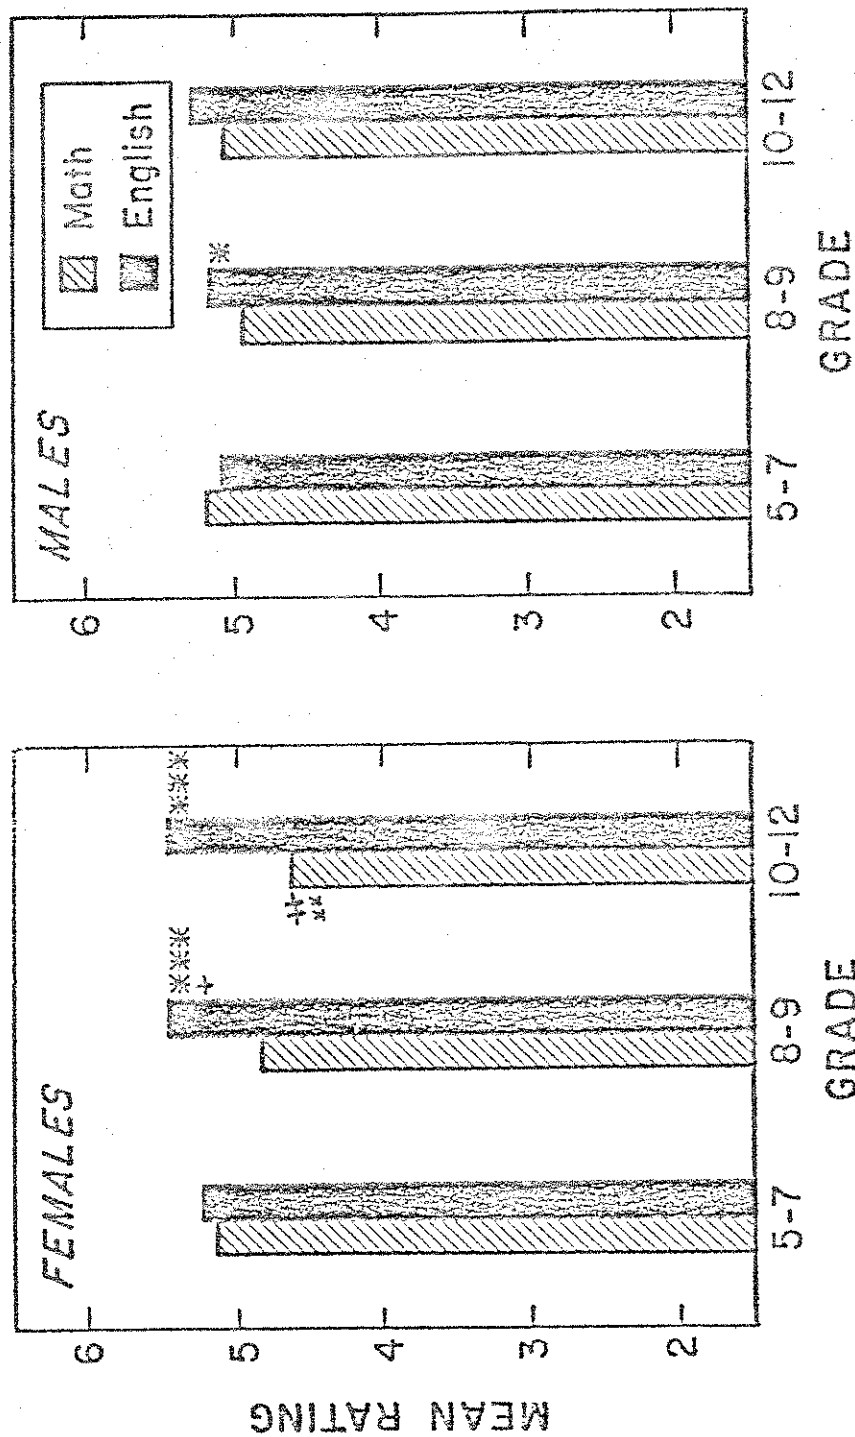 FEMALES
MEAN RATING
6
5
4
3
2
****
+
****
5-7
8-9
10-12
GRADE
MALES
Math
English
6
5
4
3
2
*
5-7
8-9
10-12
GRADE